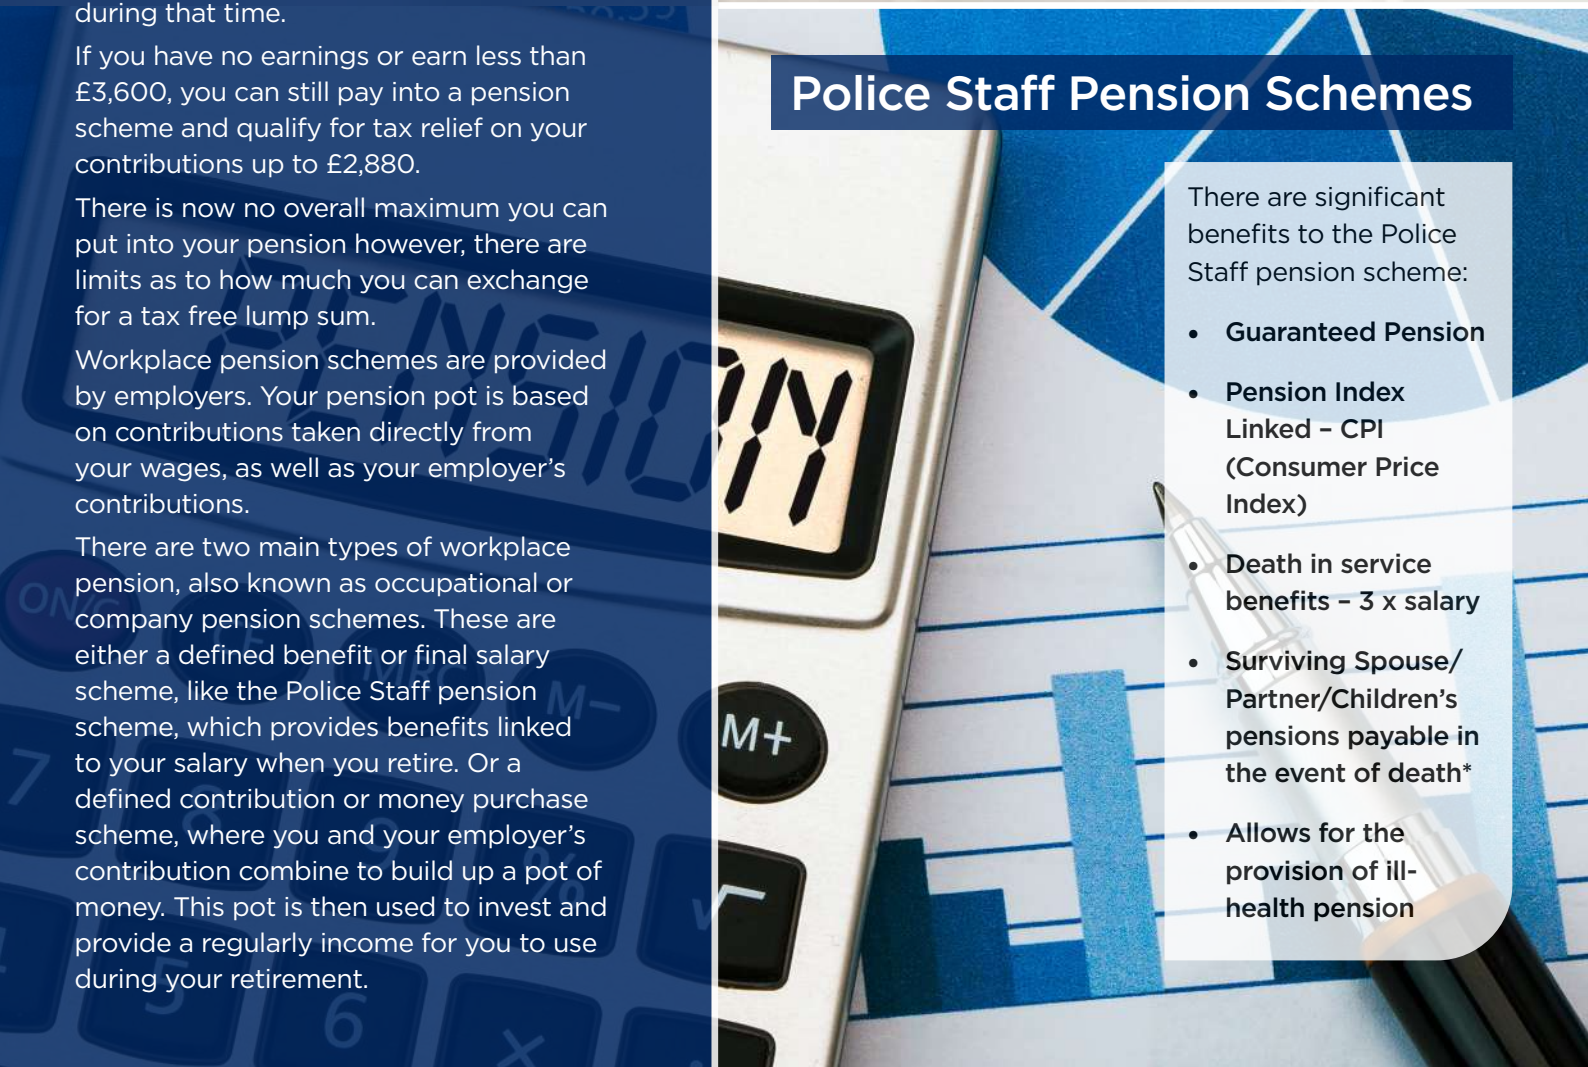 during that time.
If you have no earnings or earn less than
£3,600, you can still pay into a pension
scheme and qualify for tax relief on your
contributions up to £2,880.
There is now no overall maximum you can
put into your pension however, there are
limits as to how much you can exchange
for a tax free lump sum.
Workplace pension schemes are provided
by employers. Your pension pot is based
on contributions taken directly from
your wages, as well as your employer’s
contributions.
There are two main types of workplace
pension, also known as occupational or
company pension schemes. These are
either a defined benefit or final salary
scheme, like the Police Staff pension
scheme, which provides benefits linked
to your salary when you retire. Or a
defined contribution or money purchase
scheme, where you and your employer’s
contribution combine to build up a pot of
money. This pot is then used to invest and
provide a regularly income for you to use
during your retirement.
PENSION
ON/C
CE
MRC
M−
7
8
9
%
5
6
×
Police Staff Pension Schemes
There are significant
benefits to the Police
Staff pension scheme:
• Guaranteed Pension
• Pension Index
Linked – CPI
(Consumer Price
Index)
• Death in service
benefits – 3 x salary
• Surviving Spouse/
Partner/Children’s
pensions payable in
the event of death*
• Allows for the
provision of ill-
health pension
ON
M+
√